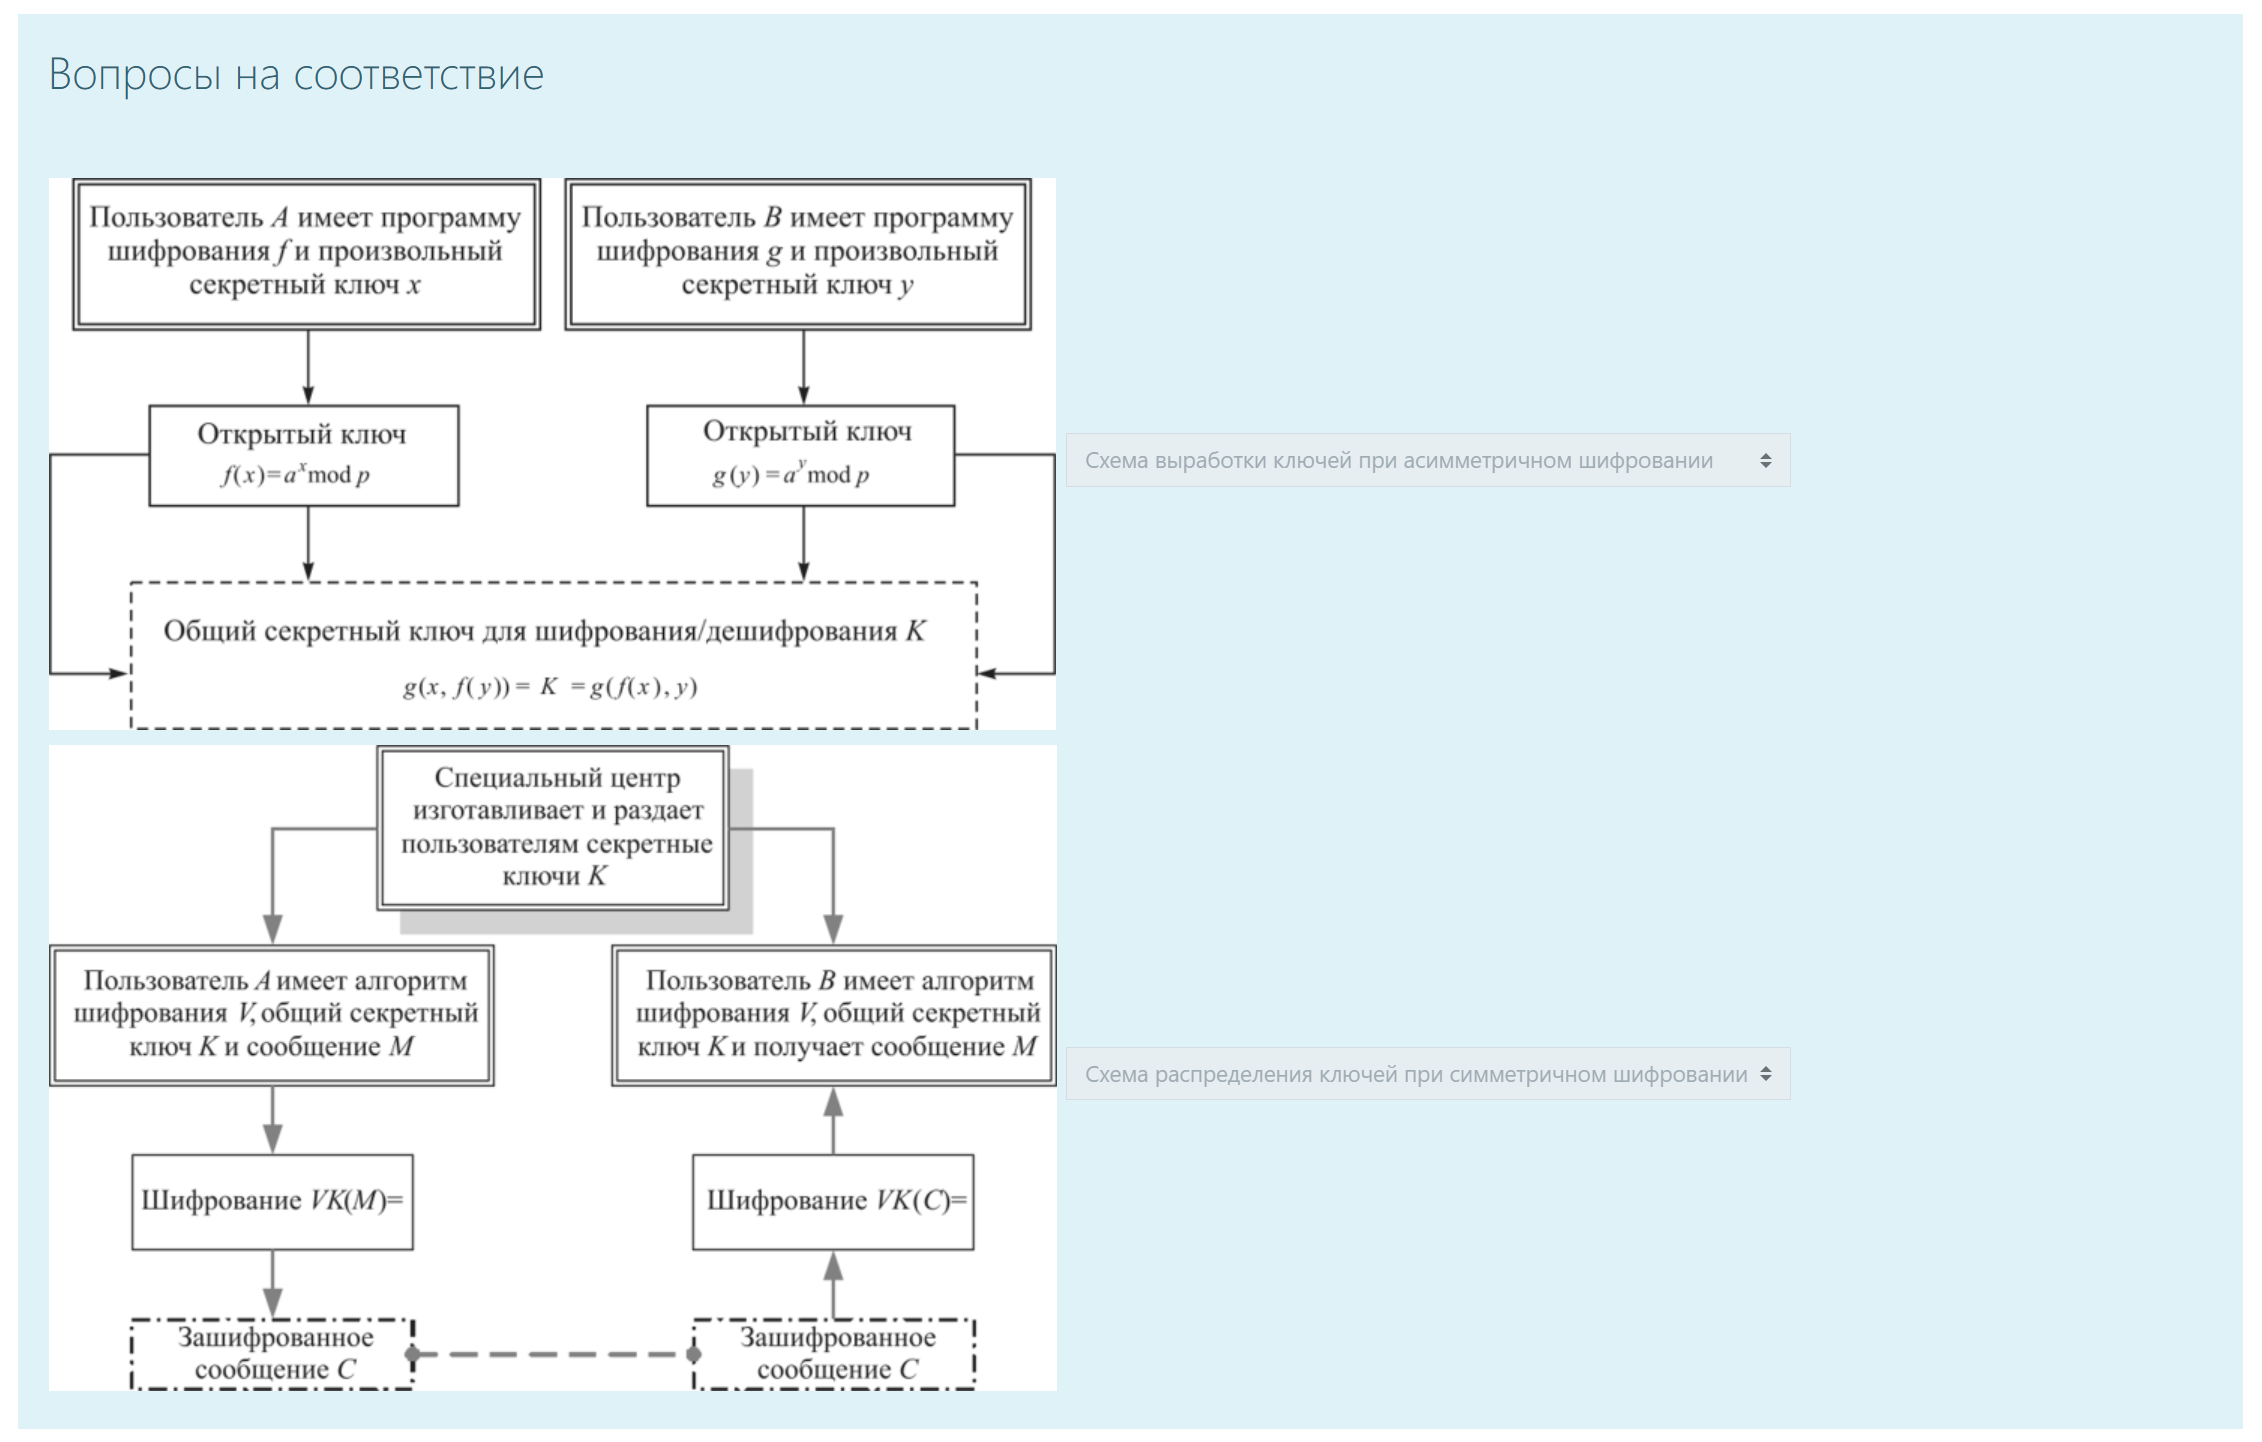 Вопросы на соответствие
Пользователь A имеет программу
шифрования f и произвольный
секретный ключ x
Пользователь B имеет программу
шифрования g и произвольный
секретный ключ y
Открытый ключ
f(x)=a^x mod p
Открытый ключ
g(y)=a^y mod p
Общий секретный ключ для шифрования/дешифрования K
g(x, f(y)) = K = g(f(x), y)
Схема выработки ключей при асимметричном шифровании
Специальный центр
изготавливает и раздает
пользователям секретные
ключи K
Пользователь A имеет алгоритм
шифрования V, общий секретный
ключ K и сообщение M
Пользователь B имеет алгоритм
шифрования V, общий секретный
ключ K и получает сообщение M
Шифрование VK(M)=
Шифрование VK(C)=
Зашифрованное
сообщение C
Зашифрованное
сообщение C
Схема распределения ключей при симметричном шифровании